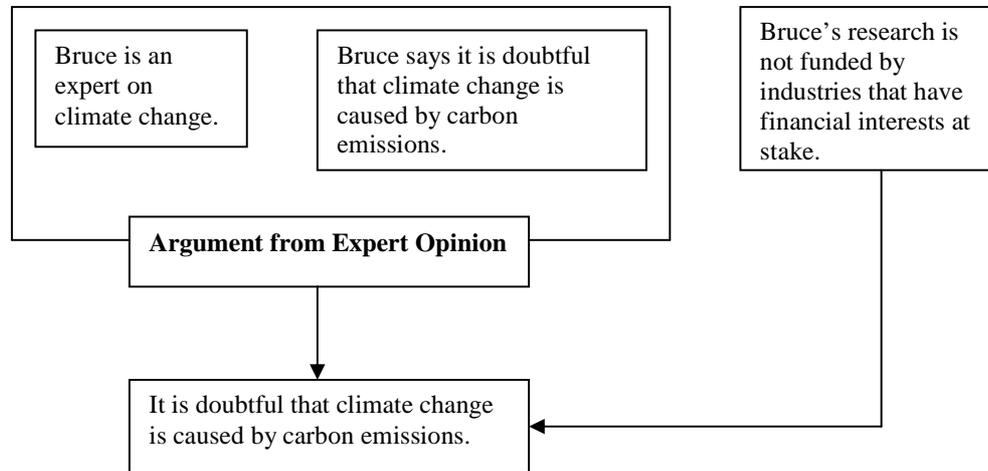 Bruce is an
expert on
climate change.
Bruce says it is doubtful
that climate change is
caused by carbon
emissions.
Bruce’s research is
not funded by
industries that have
financial interests at
stake.
Argument from Expert Opinion
It is doubtful that climate change
is caused by carbon emissions.